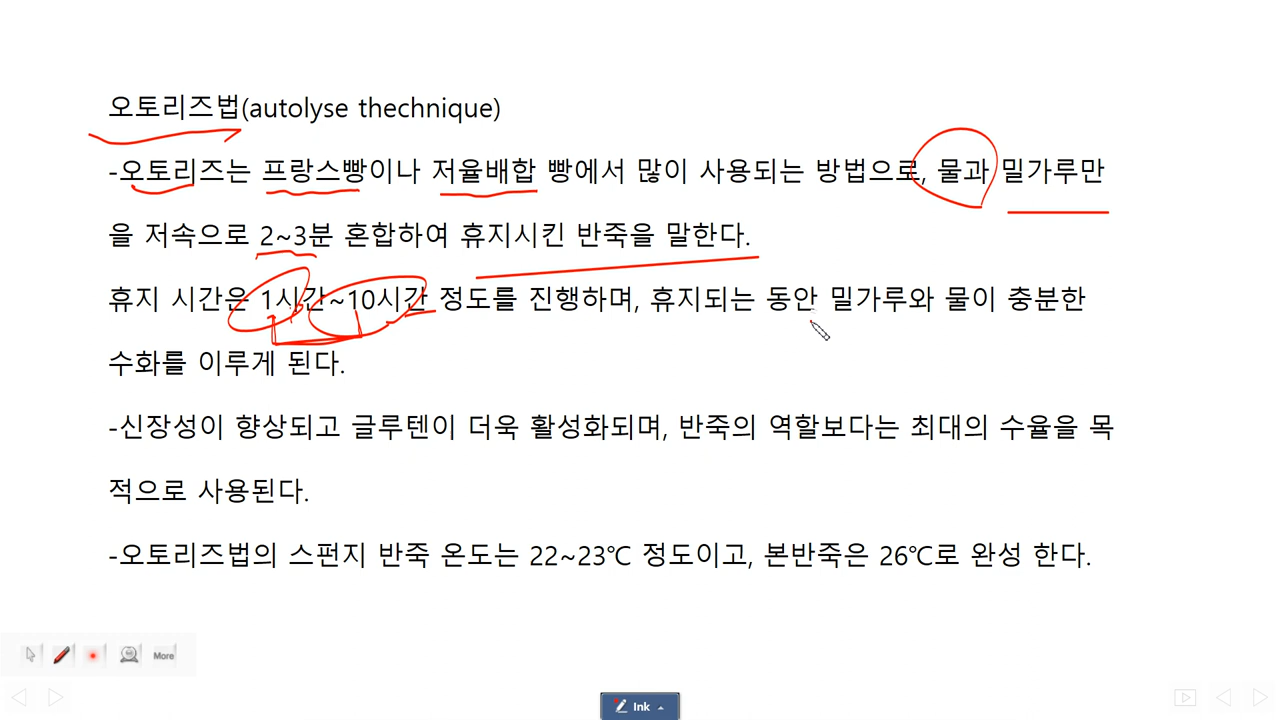 오토리즈법(autolyse thechnique)
-오토리즈는 프랑스빵이나 저율배합 빵에서 많이 사용되는 방법으로, 물과 밀가루만
을 저속으로 2~3분 혼합하여 휴지시킨 반죽을 말한다.
휴지 시간은 1시간~10시간 정도를 진행하며, 휴지되는 동안 밀가루와 물이 충분한
수화를 이루게 된다.
-신장성이 향상되고 글루텐이 더욱 활성화되며, 반죽의 역할보다는 최대의 수율을 목
적으로 사용된다.
-오토리즈법의 스펀지 반죽 온도는 22~23℃ 정도이고, 본반죽은 26℃로 완성 한다.
More
Ink